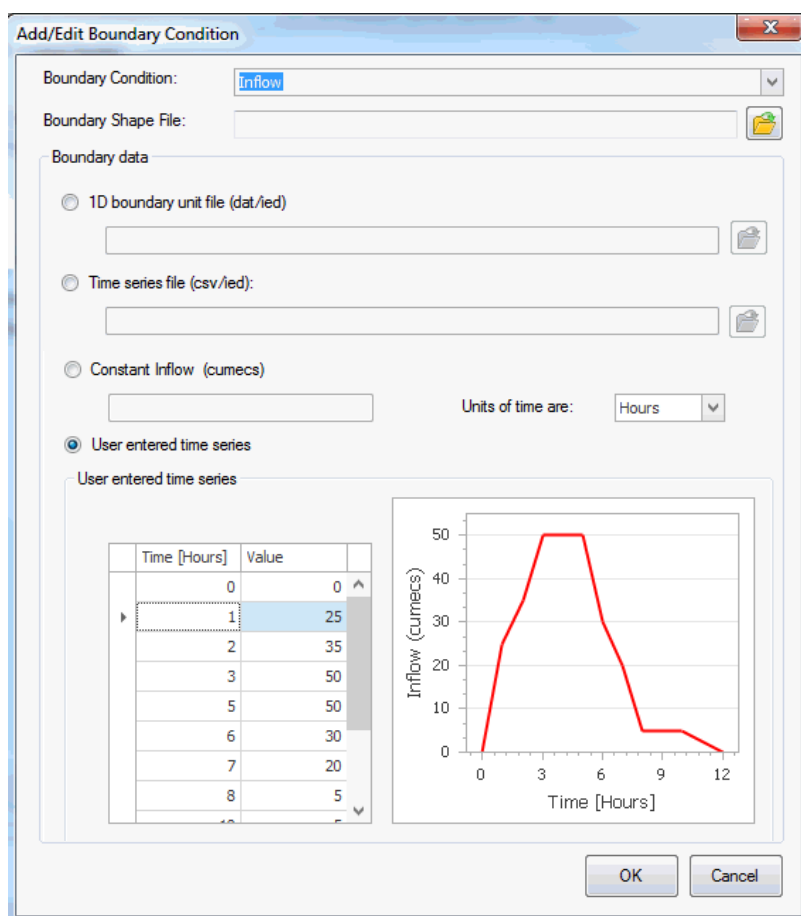 Add/Edit Boundary Condition
Boundary Condition: Inflow
Boundary Shape File:
Boundary data
1D boundary unit file (dat/ied)
Time series file (csv/ied):
Constant Inflow (cumecs)
Units of time are: Hours
User entered time series
User entered time series
Time [Hours] Value
0 0
1 25
2 35
3 50
5 50
6 30
7 20
8 5
50
40
30
20
10
0
Inflow (cumecs)
0 3 6 9 12
Time [Hours]
OK Cancel